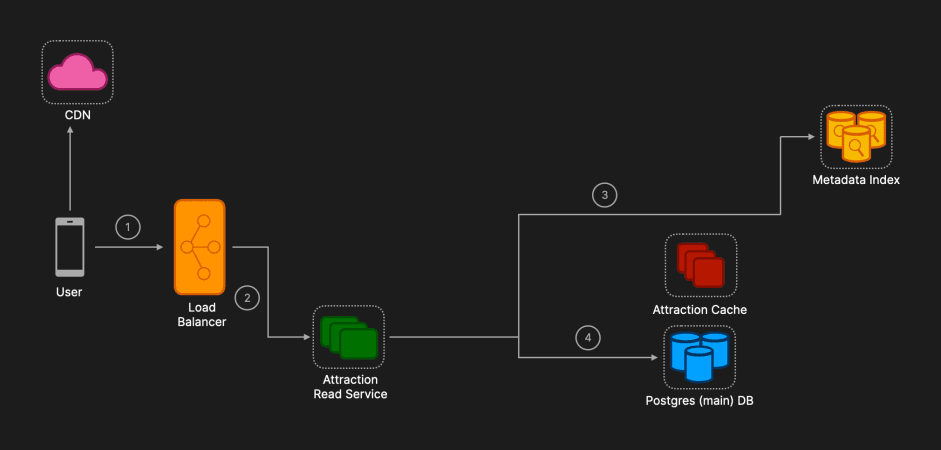 CDN
Metadata Index
3
1
Attraction Cache
User
2
Load
Balancer
4
Attraction
Read Service
Postgres (main) DB